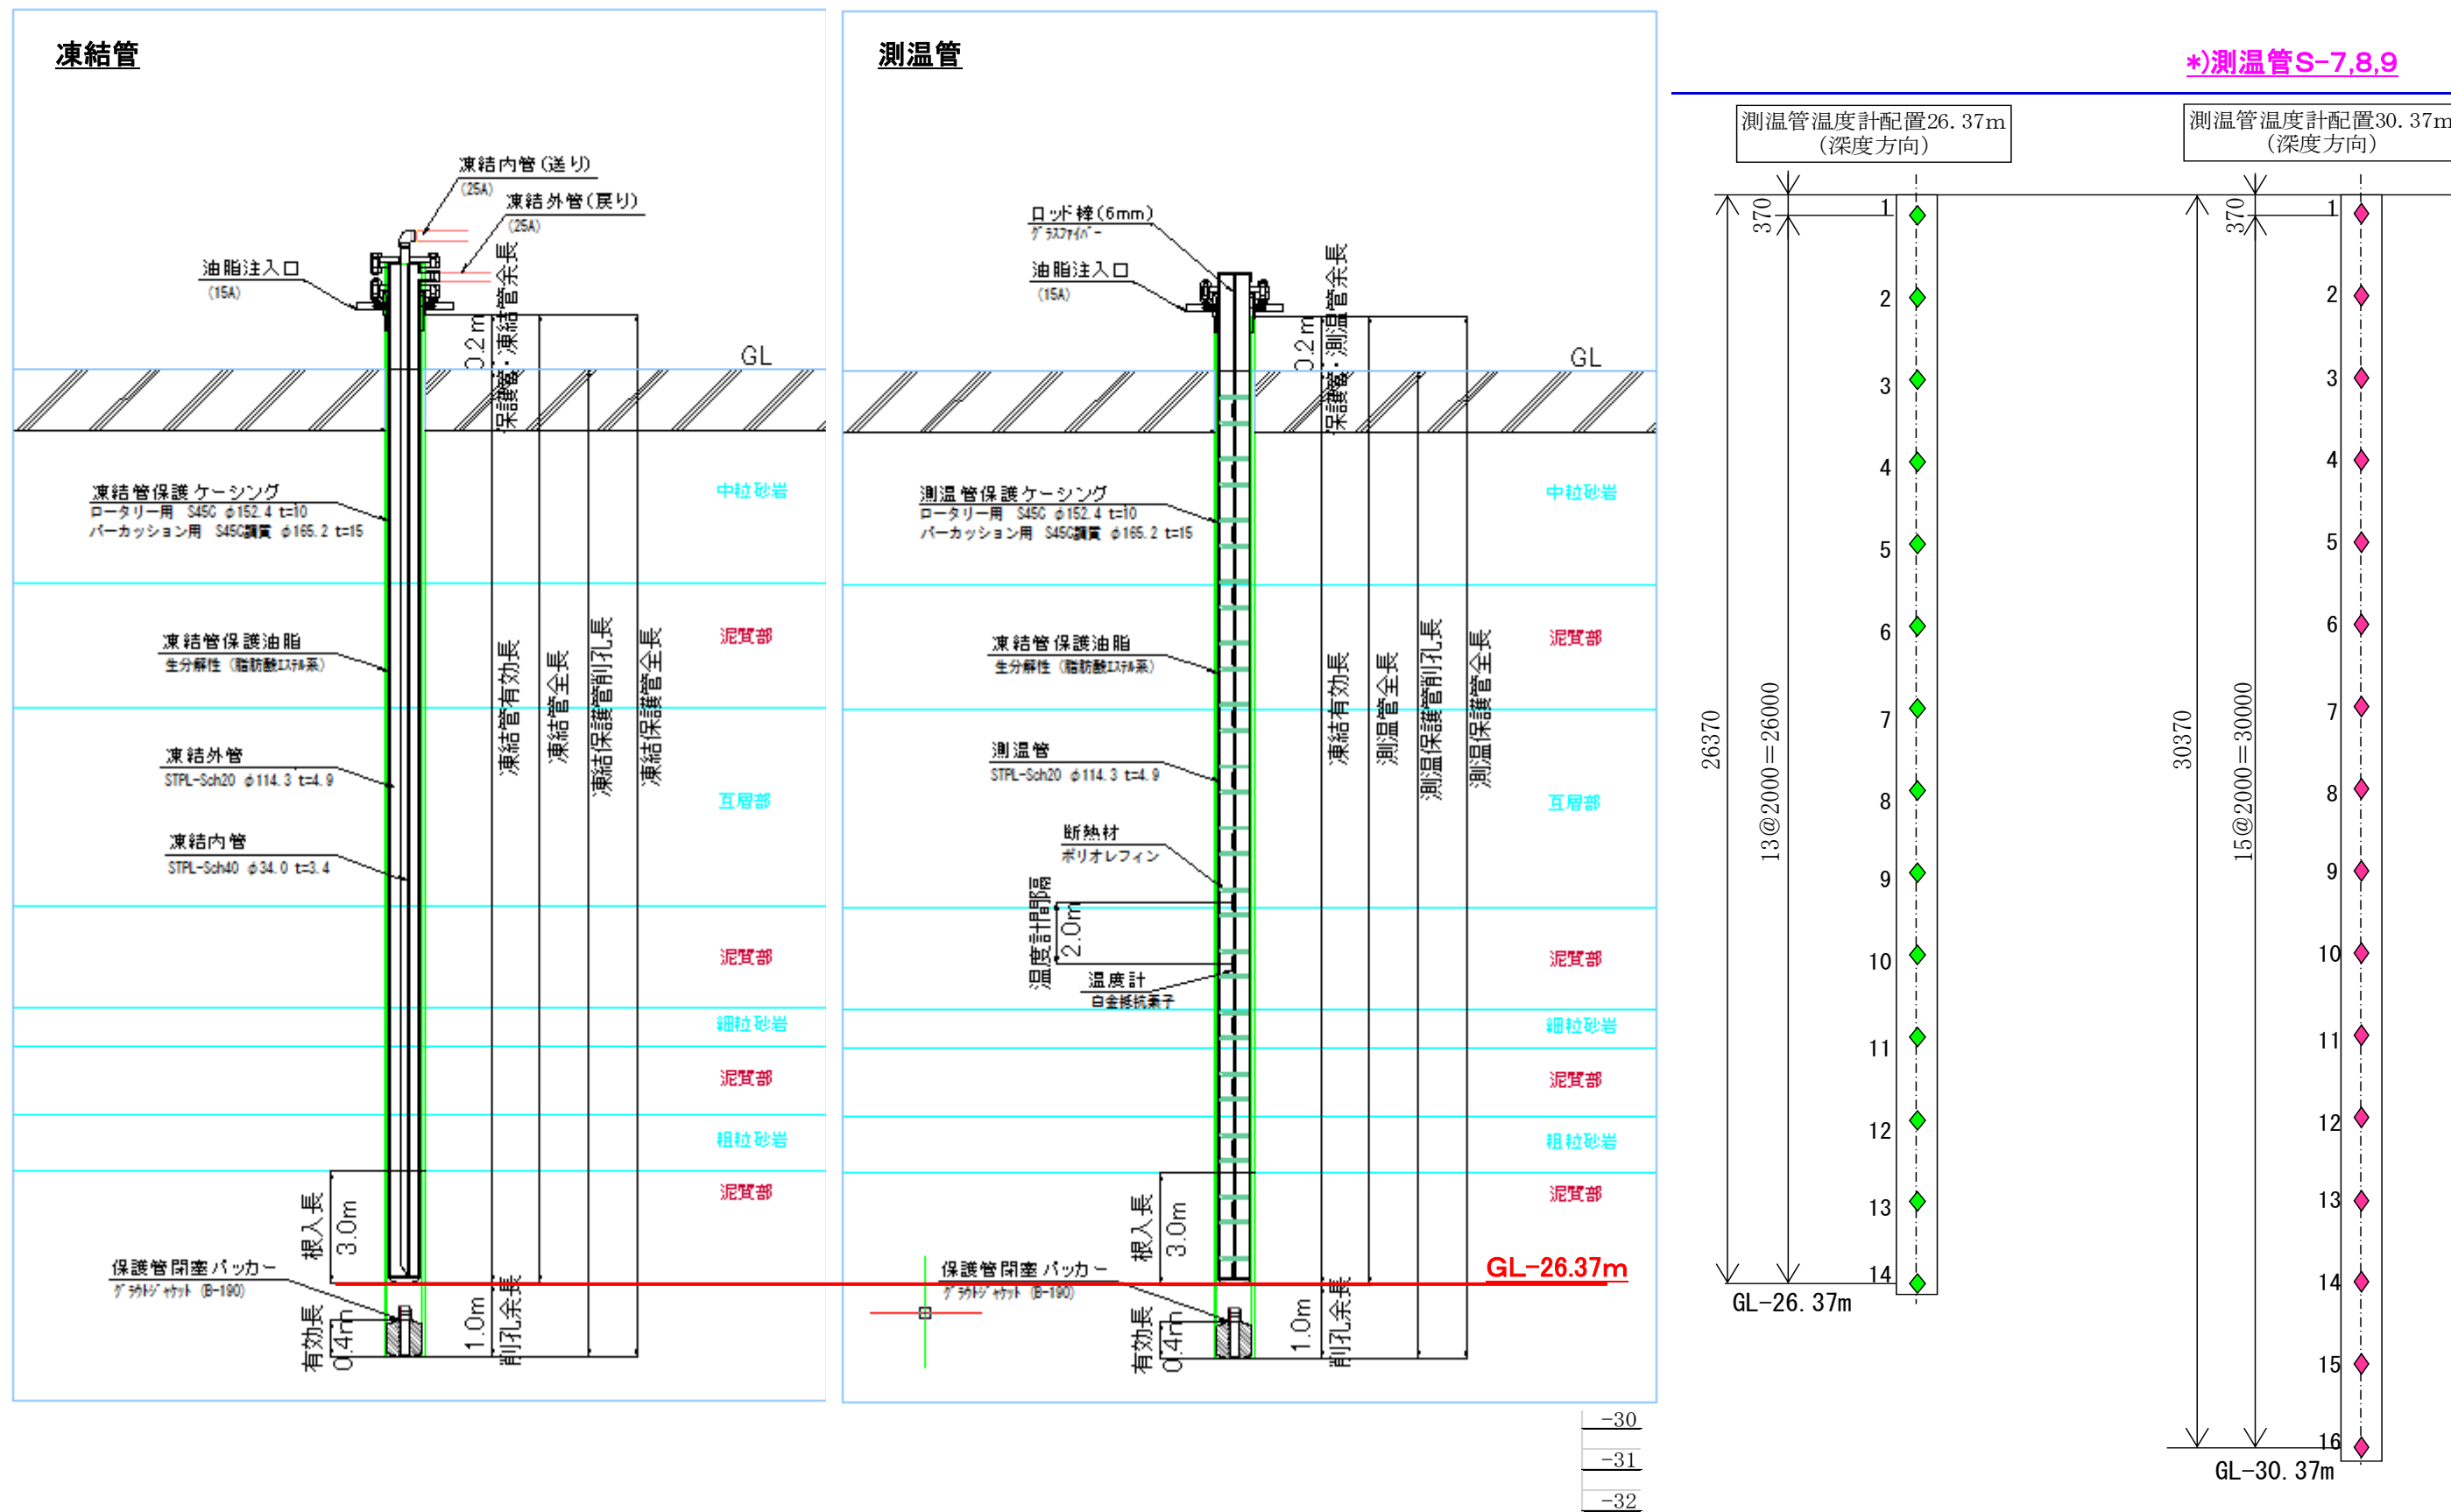 凍結管
凍結内管(送り)
(25A)
凍結外管(戻り)
(25A)
油脂注入口
(15A)
保護管・凍結管余長
0.2m
GL
凍結管保護ケーシング
ロータリー用 S45C φ152.4 t=10
パーカッション用 S45C調質 φ165.2 t=15
中粒砂岩
凍結管保護油脂
生分解性 (脂肪酸エステル系)
泥質部
凍結管有効長
凍結管全長
凍結保護管削孔長
凍結保護管全長
凍結外管
STPL-Sch20 φ114.3 t=4.9
互層部
凍結内管
STPL-Sch40 φ34.0 t=3.4
泥質部
細粒砂岩
泥質部
粗粒砂岩
泥質部
根入長
3.0m
保護管閉塞パッカー
グラウトジャケット (B-190)
有効長
0.4m
1.0m
削孔余長
測温管
ロッド棒(6mm)
グラスファイバー
油脂注入口
(15A)
保護管・測温管余長
0.2m
GL
測温管保護ケーシング
ロータリー用 S45C φ152.4 t=10
パーカッション用 S45C調質 φ165.2 t=15
中粒砂岩
凍結管保護油脂
生分解性 (脂肪酸エステル系)
泥質部
凍結有効長
測温管全長
測温保護管削孔長
測温保護管全長
測温管
STPL-Sch20 φ114.3 t=4.9
互層部
断熱材
ポリオレフィン
温度計間隔
2.0m
温度計
白金抵抗素子
泥質部
細粒砂岩
泥質部
粗粒砂岩
泥質部
根入長
3.0m
保護管閉塞パッカー
グラウトジャケット (B-190)
有効長
0.4m
1.0m
削孔余長
GL-26.37m
-30
-31
-32
*)測温管S-7,8,9
測温管温度計配置26.37m
(深度方向)
370
26370
13@2000=26000
1
2
3
4
5
6
7
8
9
10
11
12
13
14
GL-26.37m
測温管温度計配置30.37m
(深度方向)
370
30370
15@2000=30000
1
2
3
4
5
6
7
8
9
10
11
12
13
14
15
16
GL-30.37m